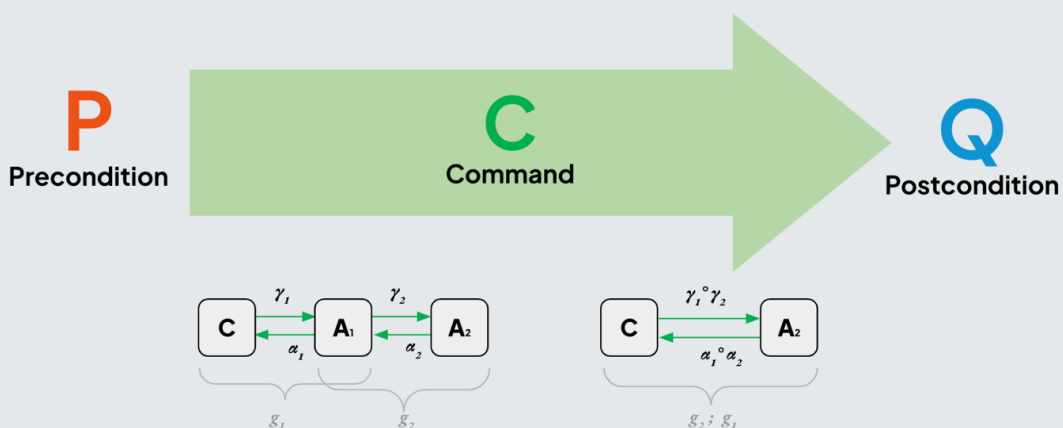 P
Precondition
C
Command
Q
Postcondition
γ₁
γ₂
C
A₁
A₂
α₁
α₂
g₁
g₂
γ₁°γ₂
C
A₂
α₁°α₂
g₂ ; g₁